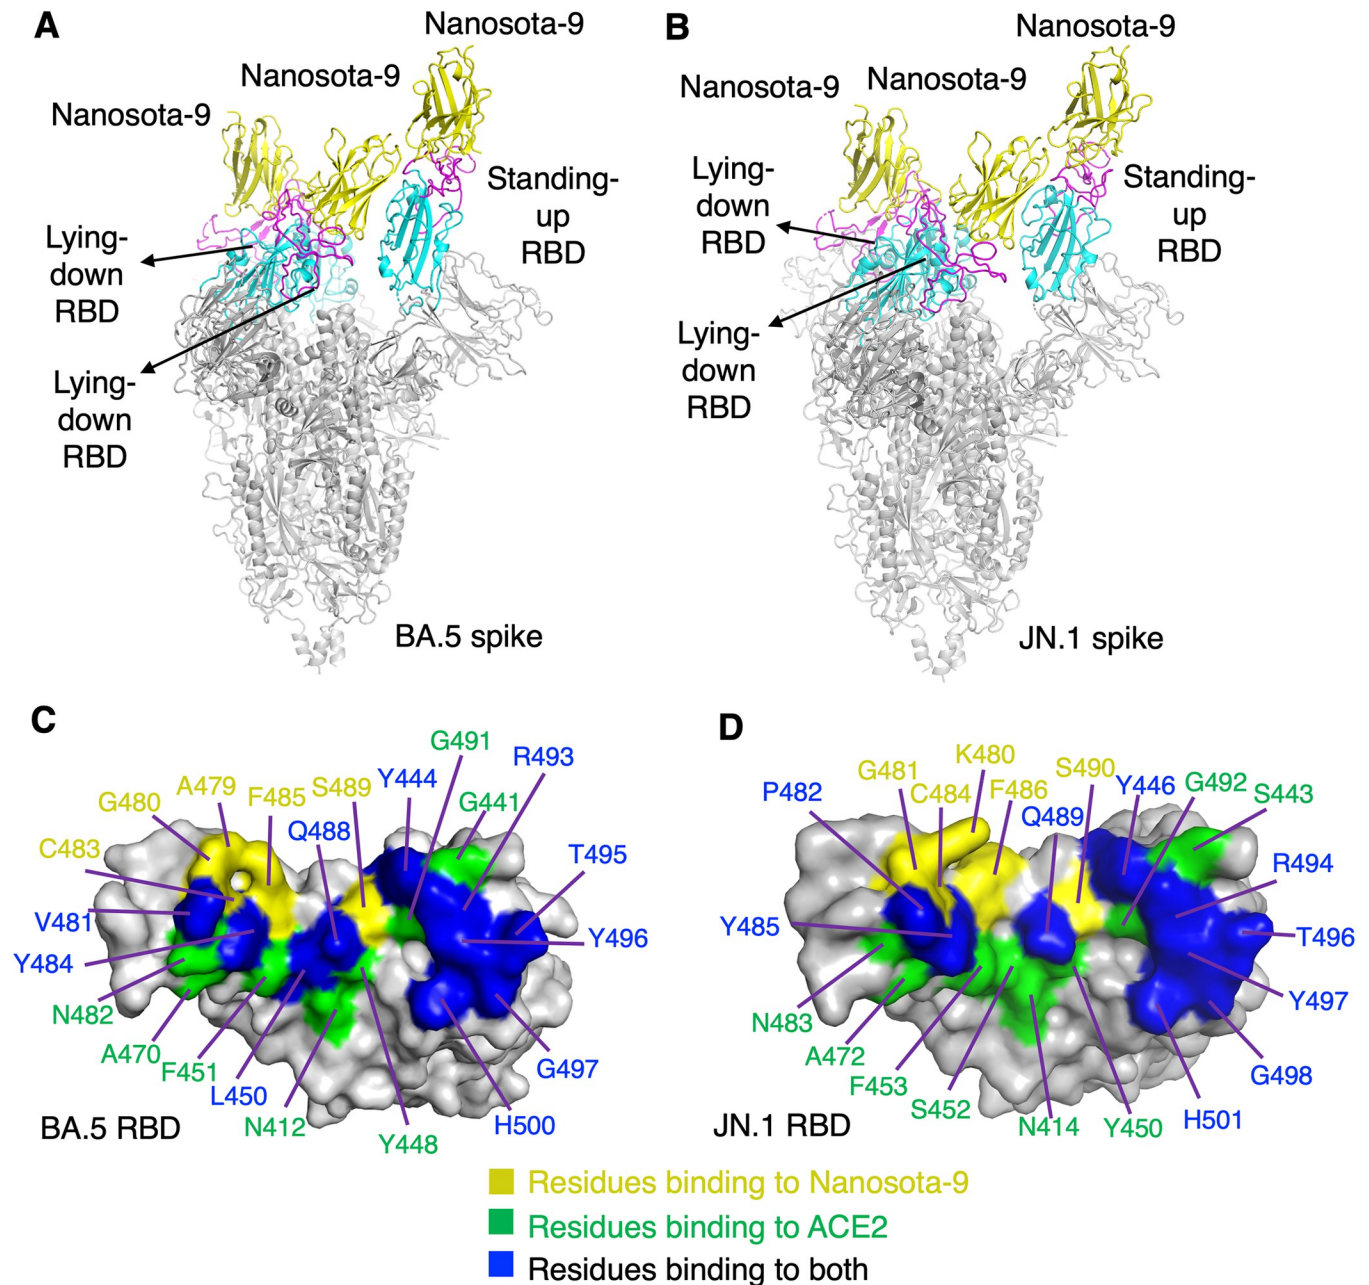 A
Nanosota-9
Nanosota-9
Nanosota-9
Standing-
up
RBD
Lying-
down
RBD
Lying-
down
RBD
BA.5 spike
B
Nanosota-9
Nanosota-9
Nanosota-9
Lying-
down
RBD
Standing-
up
RBD
Lying-
down
RBD
JN.1 spike
C
G491
R493
A479
F485
S489
Y444
G480
G441
Q488
C483
T495
V481
Y496
Y484
N482
A470
F451
L450
G497
N412
H500
Y448
BA.5 RBD
D
K480
S490
G481
Y446
G492
P482
C484
F486
S443
Q489
R494
Y485
T496
Y497
N483
A472
F453
G498
S452
N414
Y450
H501
JN.1 RBD
Residues binding to Nanosota-9
Residues binding to ACE2
Residues binding to both